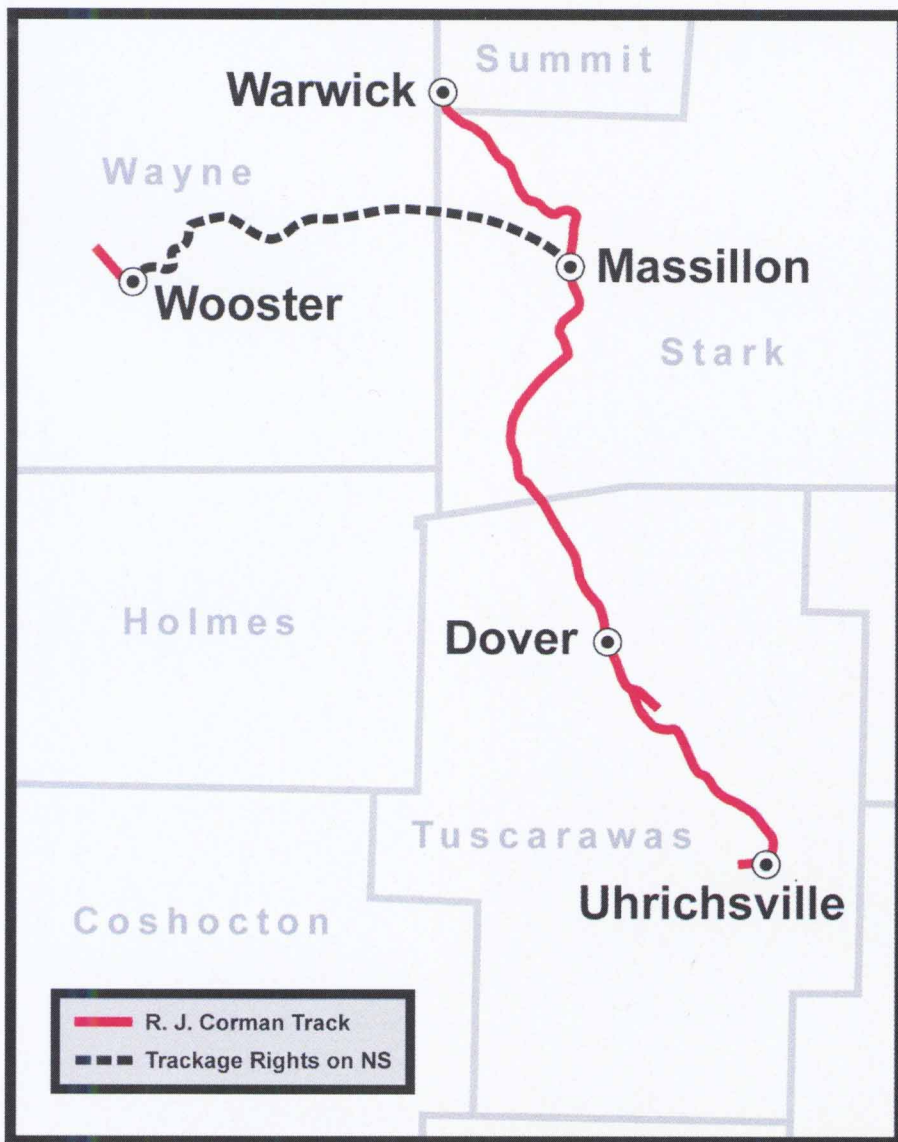 Summit
Warwick
Wayne
Massillon
Wooster
Stark
Holmes
Dover
Tuscarawas
Uhrichsville
Coshocton
R. J. Corman Track
Trackage Rights on NS